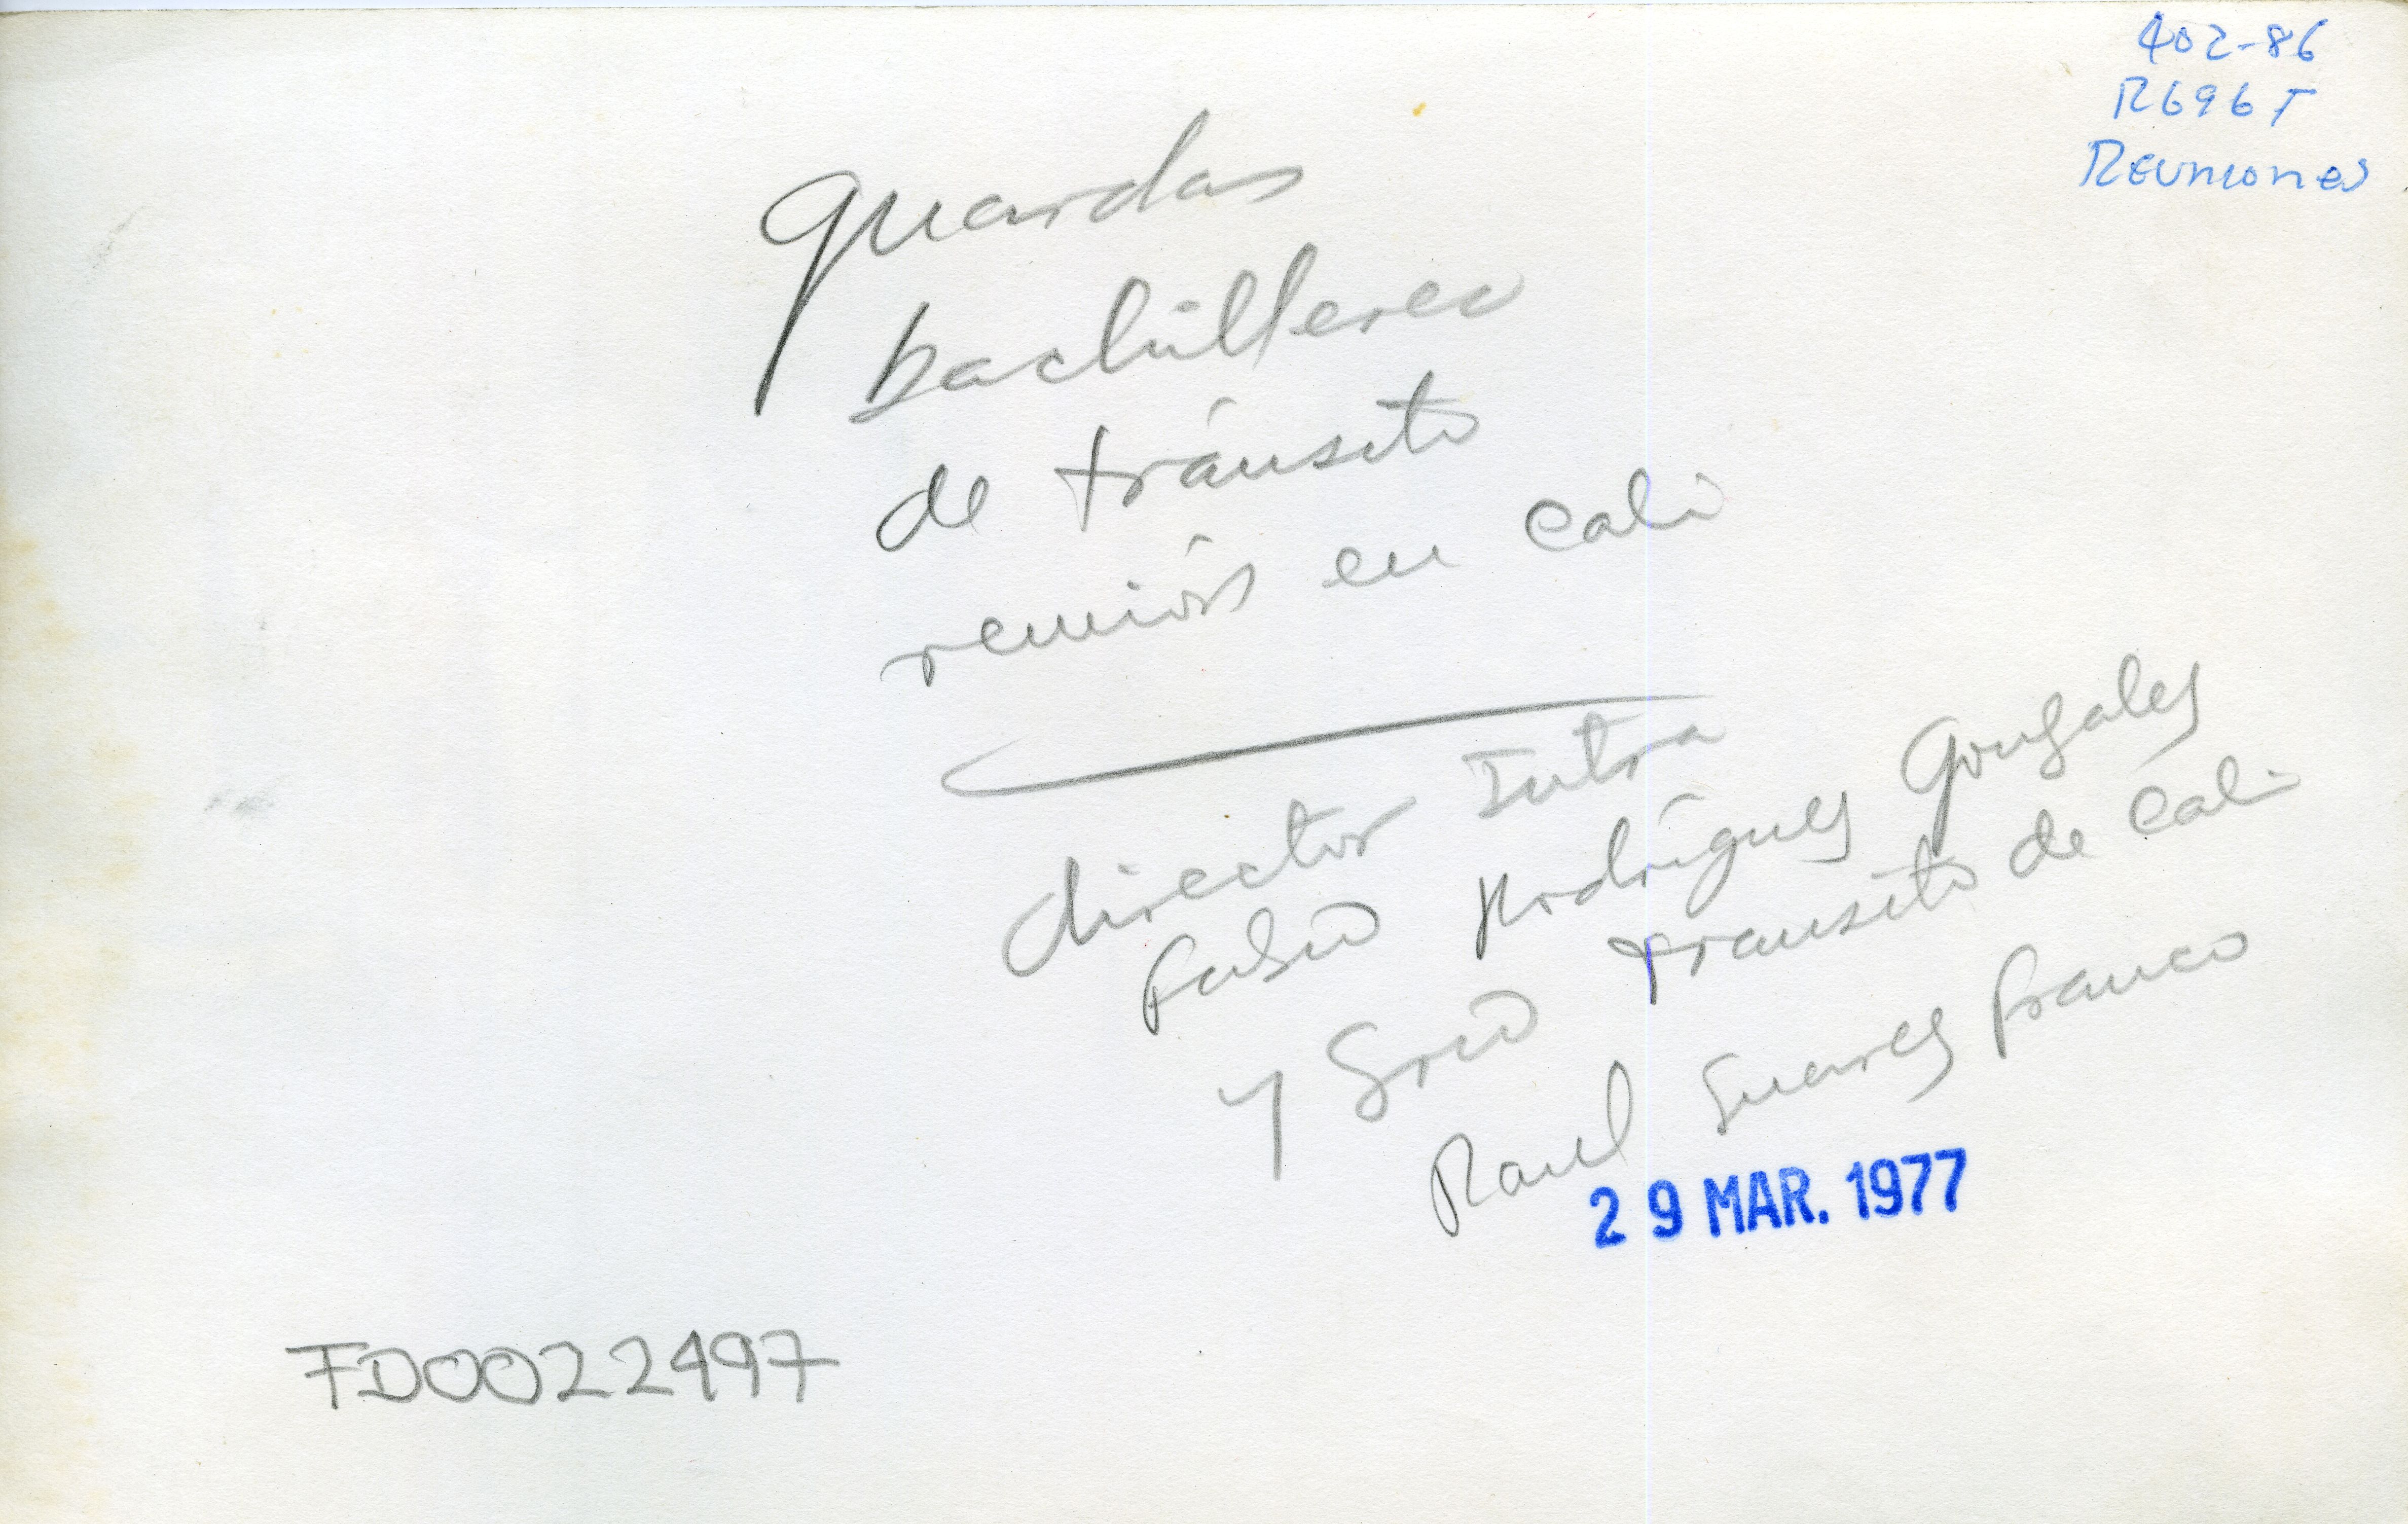 402-86
R696T
Reuniones
guardas
bachilleres
de tránsito
reunión en Cali
director Intra
Fabio Rodríguez González
y Srio transito de Cali
Raul Suarez Franco
29 MAR. 1977
FD0022497